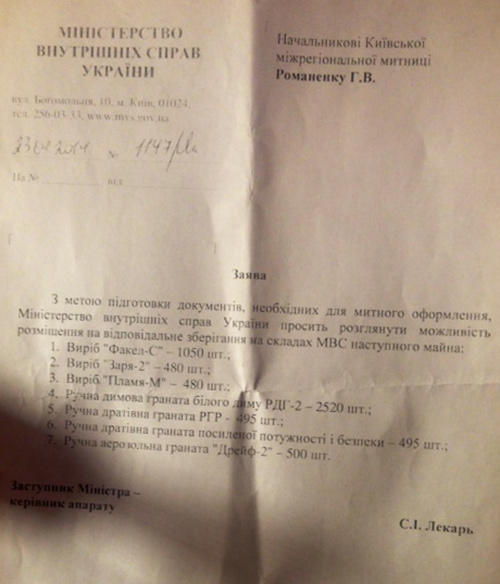 МІНІСТЕРСТВО
ВНУТРІШНІХ СПРАВ
УКРАЇНИ
вул. Богомольця, 10, м. Київ, 01024,
тел. 256-03-33, www.mvs.gov.ua
2014 № 1147/Ла
На № від
Начальникові Київської
міжрегіональної митниці
Романенку Г.В.
Заява
З метою підготовки документів, необхідних для митного оформлення,
Міністерство внутрішніх справ України просить розглянути можливість
розміщення на відповідальне зберігання на складах МВС наступного майна:
1. Виріб "Факел-С" – 1050 шт.;
2. Виріб "Заря-2" – 480 шт.;
3. Виріб "Пламя-М" – 480 шт.;
4. Ручна димова граната білого диму РДГ-2 – 2520 шт.;
5. Ручна дратівна граната РГР - 495 шт.;
6. Ручна дратівна граната посиленої потужності і безпеки – 495 шт.;
7. Ручна аерозольна граната "Дрейф-2" – 500 шт.
Заступник Міністра –
керівник апарату
С.І. Лекарь